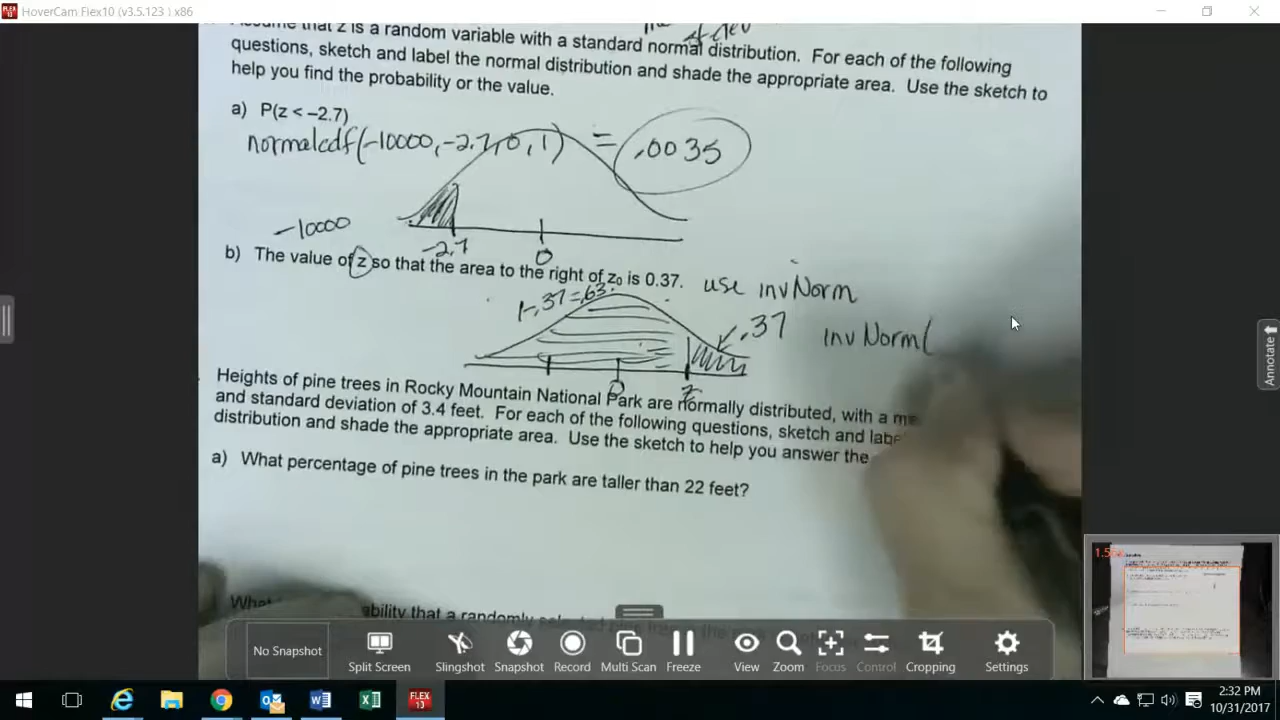 HoverCam Flex10 (v3.5.123 ) | x86
that z is a random variable with a standard normal distribution. For each of the following
questions, sketch and label the normal distribution and shade the appropriate area. Use the sketch to
help you find the probability or the value.
a) P(z < −2.7)
normalcdf(-10000, -2.7, 0, 1) = .0035
-10000
-2.7 0
b) The value of z so that the area to the right of z₀ is 0.37. use invNorm
1-.37=.63
.37 invNorm(
0 z
Heights of pine trees in Rocky Mountain National Park are normally distributed, with a
and standard deviation of 3.4 feet. For each of the following questions, sketch and
distribution and shade the appropriate area. Use the sketch to help you answer the
a) What percentage of pine trees in the park are taller than 22 feet?
that a randomly
Annotate
No Snapshot
Split Screen Slingshot Snapshot Record Multi Scan Freeze View Zoom Focus Control Cropping Settings
FLEX
13
2:32 PM
10/31/2017